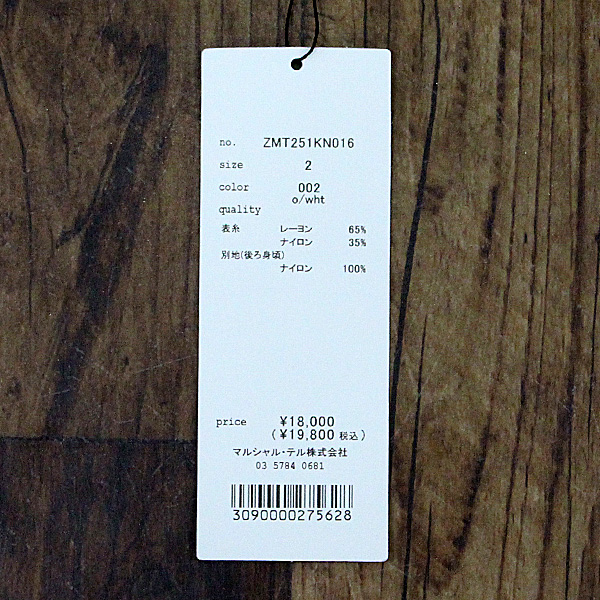 no. ZMT251KN016
size 2
color 002
o/wht
quality
表糸 レーヨン 65%
ナイロン 35%
別地(後ろ身頃)
ナイロン 100%
price ¥18,000
(¥19,800 税込)
マルシャル・テル株式会社
03 5784 0681
3090000275628